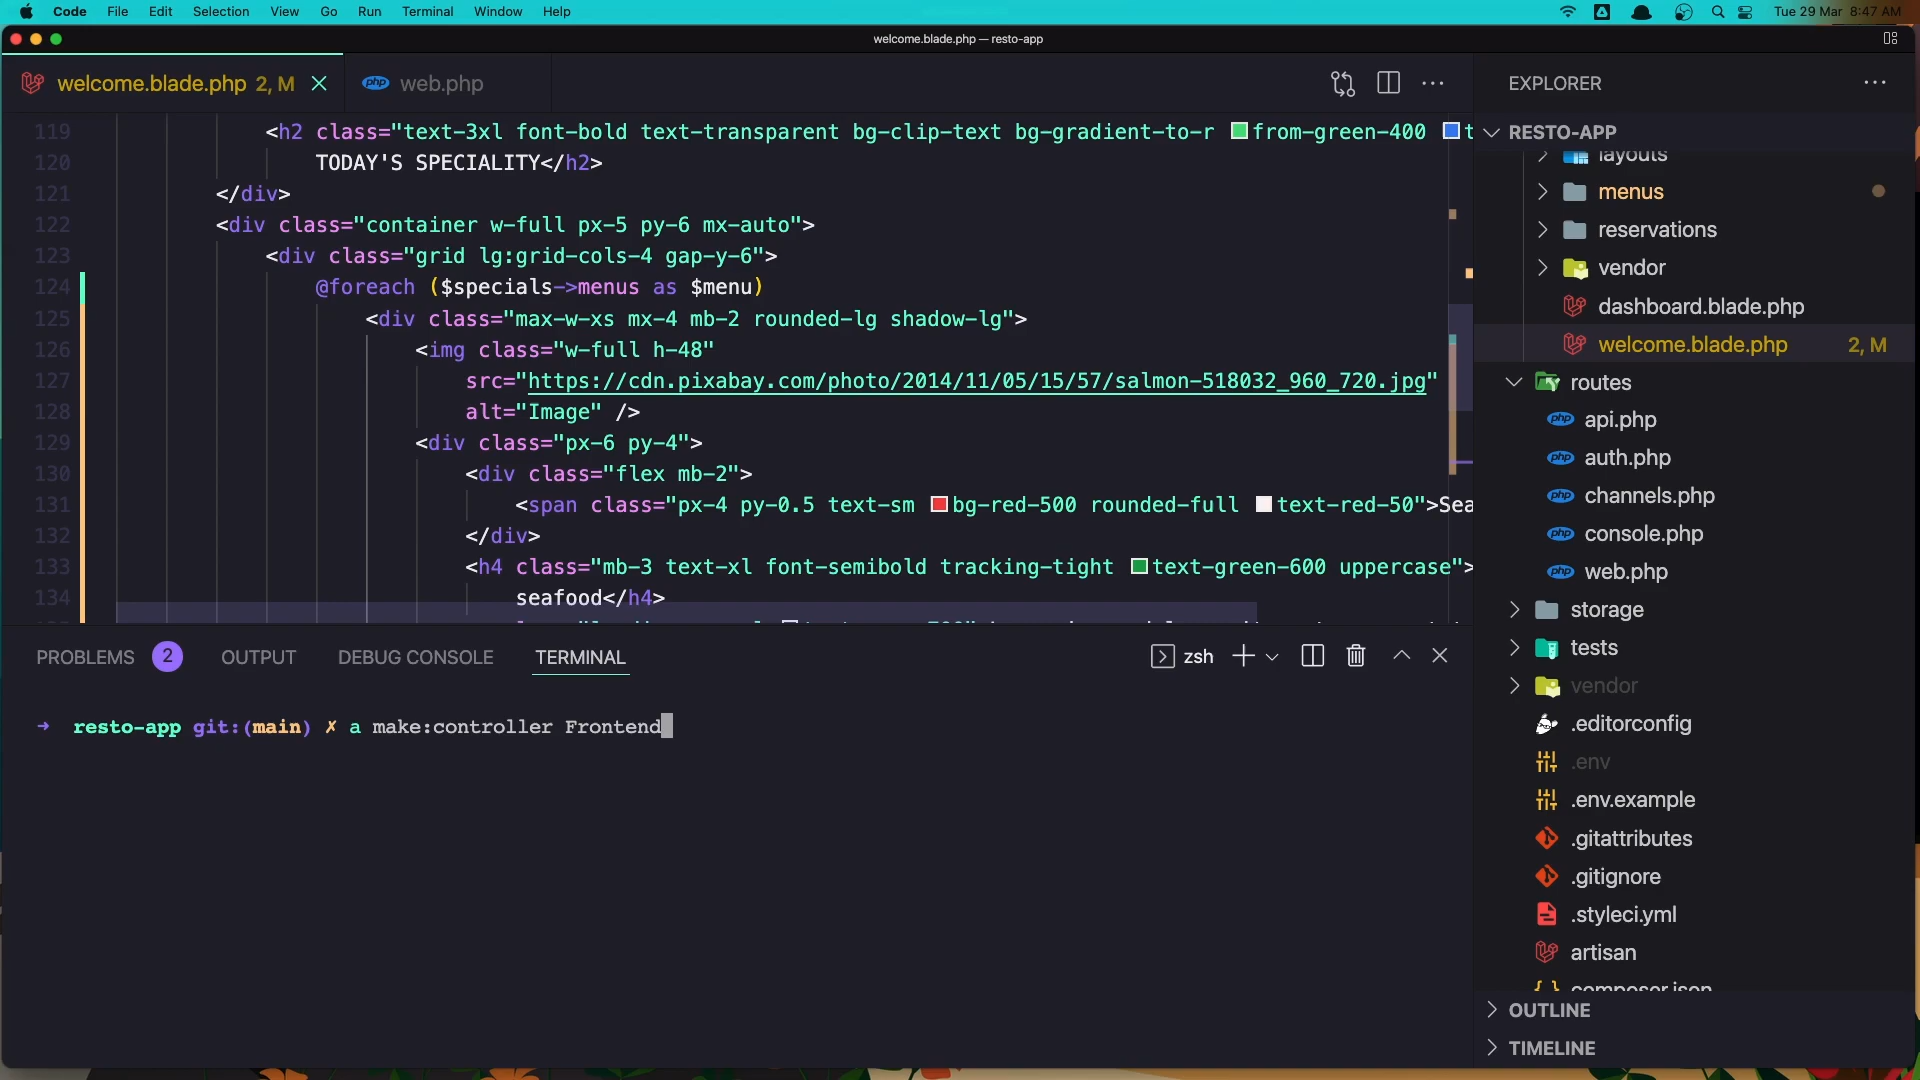 Code File Edit Selection View Go Run Terminal Window Help Tue 29 Mar 8:47 AM
welcome.blade.php — resto-app
welcome.blade.php 2, M
php web.php
119 <h2 class="text-3xl font-bold text-transparent bg-clip-text bg-gradient-to-r from-green-400 t
120 TODAY'S SPECIALITY</h2>
121 </div>
122 <div class="container w-full px-5 py-6 mx-auto">
123 <div class="grid lg:grid-cols-4 gap-y-6">
124 @foreach ($specials->menus as $menu)
125 <div class="max-w-xs mx-4 mb-2 rounded-lg shadow-lg">
126 <img class="w-full h-48"
127 src="https://cdn.pixabay.com/photo/2014/11/05/15/57/salmon-518032_960_720.jpg"
128 alt="Image" />
129 <div class="px-6 py-4">
130 <div class="flex mb-2">
131 <span class="px-4 py-0.5 text-sm bg-red-500 rounded-full text-red-50">Sea
132 </div>
133 <h4 class="mb-3 text-xl font-semibold tracking-tight text-green-600 uppercase">
134 seafood</h4>
PROBLEMS 2 OUTPUT DEBUG CONSOLE TERMINAL zsh
→ resto-app git:(main) ✗ a make:controller Frontend
EXPLORER
RESTO-APP
layouts
menus
reservations
vendor
dashboard.blade.php
welcome.blade.php 2, M
routes
php api.php
php auth.php
php channels.php
php console.php
php web.php
storage
tests
vendor
.editorconfig
.env
.env.example
.gitattributes
.gitignore
.styleci.yml
artisan
composer.json
OUTLINE
TIMELINE